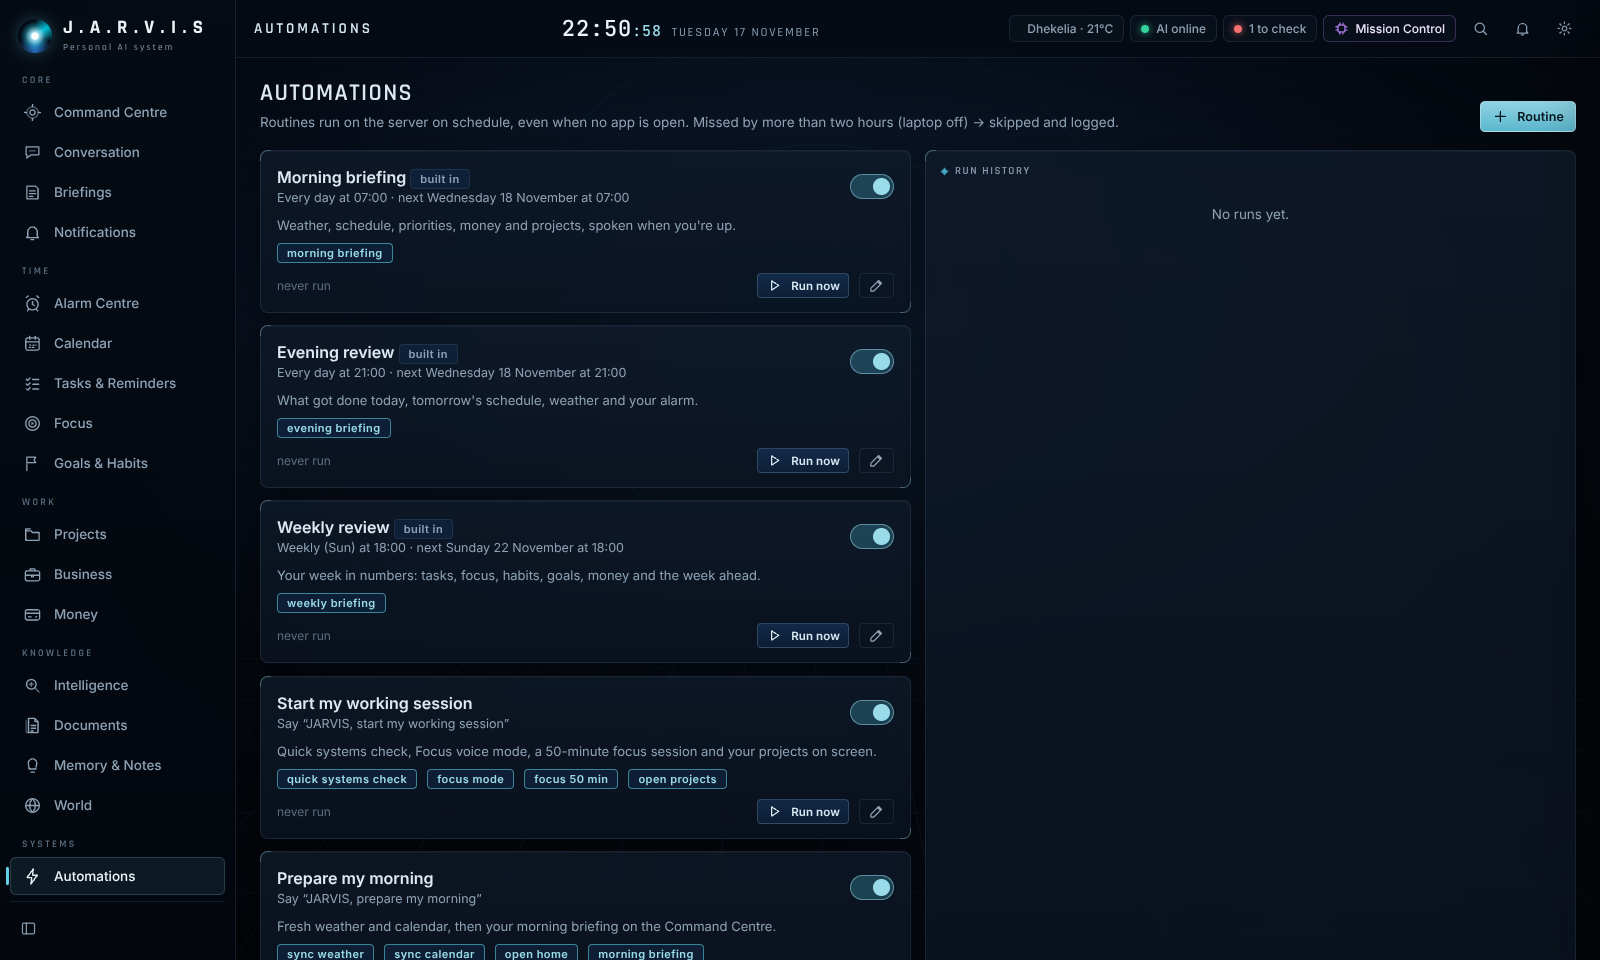 J.A.R.V.I.S
Personal AI system
CORE
Command Centre
Conversation
Briefings
Notifications
TIME
Alarm Centre
Calendar
Tasks & Reminders
Focus
Goals & Habits
WORK
Projects
Business
Money
KNOWLEDGE
Intelligence
Documents
Memory & Notes
World
SYSTEMS
Automations
AUTOMATIONS
22:50:58 TUESDAY 17 NOVEMBER
Dhekelia · 21°C
AI online
1 to check
Mission Control
AUTOMATIONS
Routines run on the server on schedule, even when no app is open. Missed by more than two hours (laptop off) → skipped and logged.
Routine
Morning briefing built in
Every day at 07:00 · next Wednesday 18 November at 07:00
Weather, schedule, priorities, money and projects, spoken when you're up.
morning briefing
never run
Run now
Evening review built in
Every day at 21:00 · next Wednesday 18 November at 21:00
What got done today, tomorrow's schedule, weather and your alarm.
evening briefing
never run
Run now
Weekly review built in
Weekly (Sun) at 18:00 · next Sunday 22 November at 18:00
Your week in numbers: tasks, focus, habits, goals, money and the week ahead.
weekly briefing
never run
Run now
Start my working session
Say “JARVIS, start my working session”
Quick systems check, Focus voice mode, a 50-minute focus session and your projects on screen.
quick systems check focus mode focus 50 min open projects
never run
Run now
Prepare my morning
Say “JARVIS, prepare my morning”
Fresh weather and calendar, then your morning briefing on the Command Centre.
sync weather sync calendar open home morning briefing
RUN HISTORY
No runs yet.